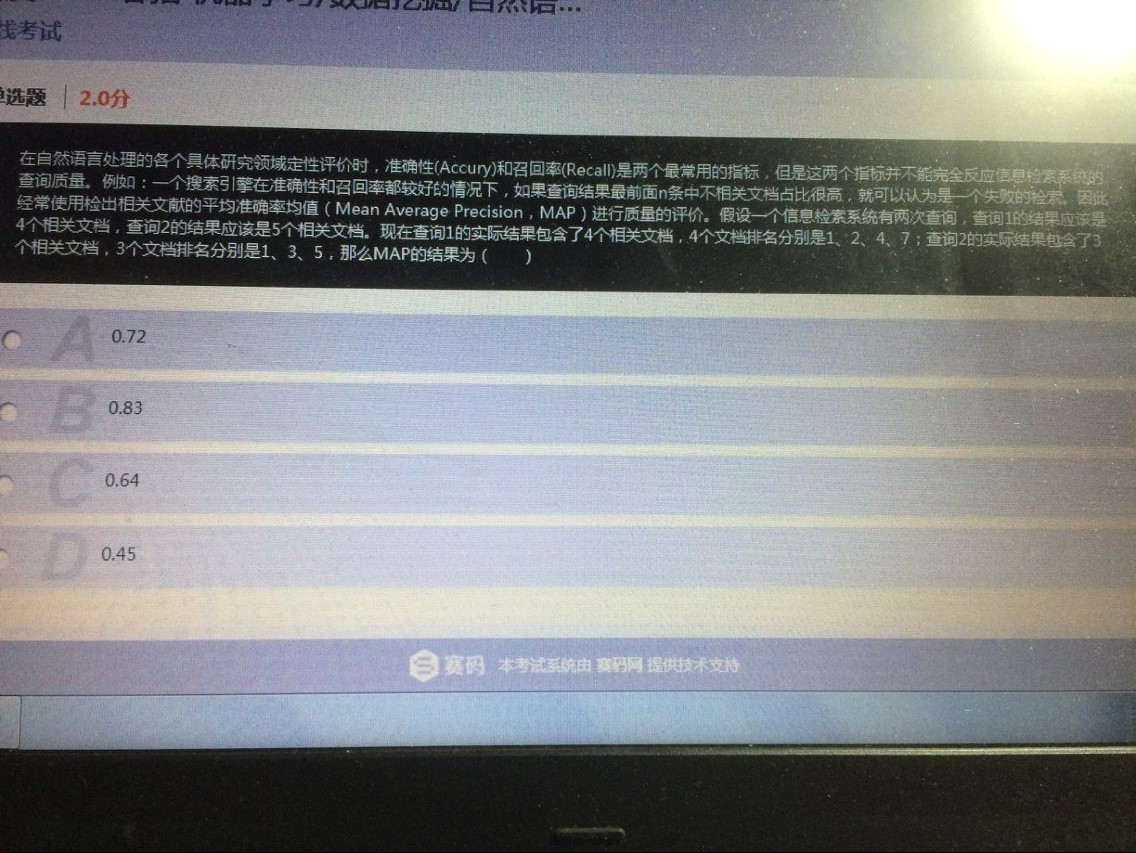 线考试
单选题 | 2.0分
在自然语言处理的各个具体研究领域定性评价时，准确性(Accury)和召回率(Recall)是两个最常用的指标，但是这两个指标并不能完全反应信息检索系统的
查询质量。例如：一个搜索引擎在准确性和召回率都较好的情况下，如果查询结果最前面n条中不相关文档占比很高，就可以认为是一个失败的检索。因此
经常使用检出相关文献的平均准确率均值（Mean Average Precision，MAP）进行质量的评价。假设一个信息检索系统有两次查询，查询1的结果应该是
4个相关文档，查询2的结果应该是5个相关文档。现在查询1的实际结果包含了4个相关文档，4个文档排名分别是1、2、4、7；查询2的实际结果包含了3
个相关文档，3个文档排名分别是1、3、5，那么MAP的结果为（ ）
A 0.72
B 0.83
C 0.64
D 0.45
赛码 本考试系统由 赛码网 提供技术支持